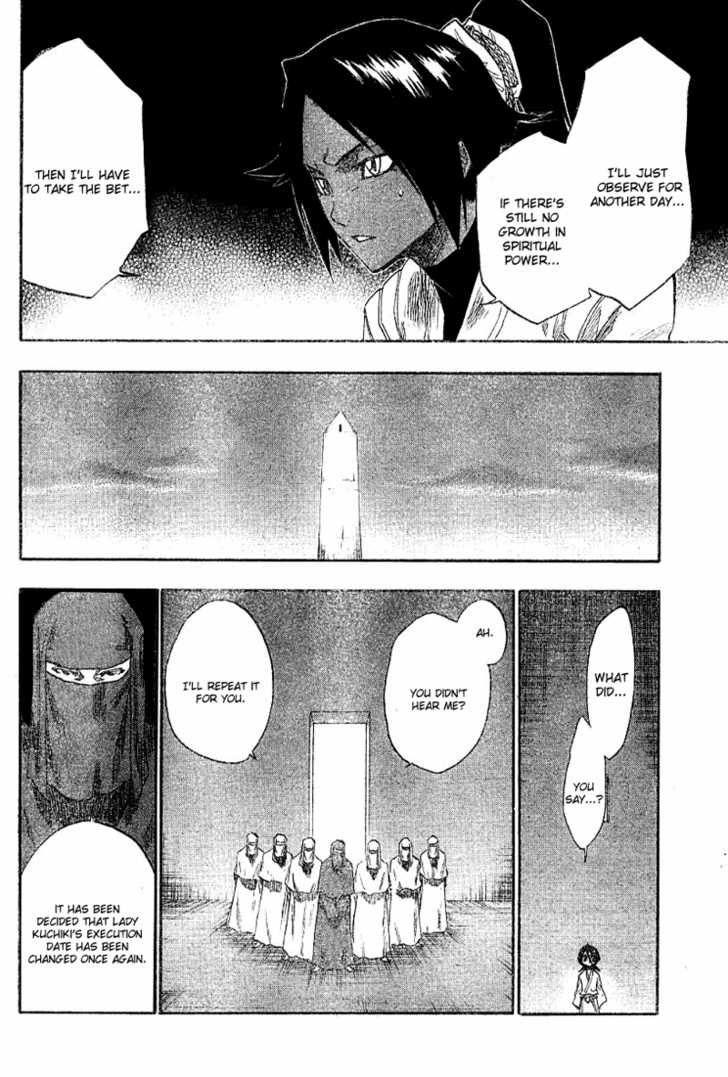 I'LL JUST
OBSERVE FOR
ANOTHER DAY...
IF THERE'S
STILL NO
GROWTH IN
SPIRITUAL
POWER...
THEN I'LL HAVE
TO TAKE THE BET...
WHAT
DID...
YOU
SAY...?
AH.
YOU DIDN'T
HEAR ME?
I'LL REPEAT IT
FOR YOU.
IT HAS BEEN
DECIDED THAT LADY
KUCHIKI'S EXECUTION
DATE HAS BEEN
CHANGED ONCE AGAIN.